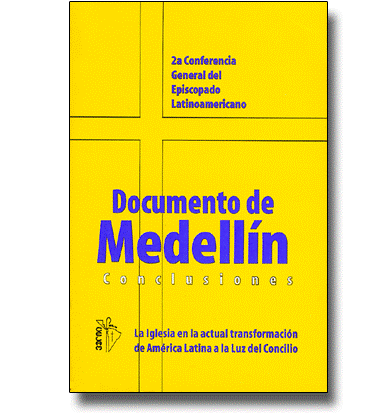 2a Conferencia
General del
Episcopado
Latinoamericano
Documento de
Medellín
Conclusiones
La Iglesia en la actual transformación
de América Latina a la Luz del Concilio